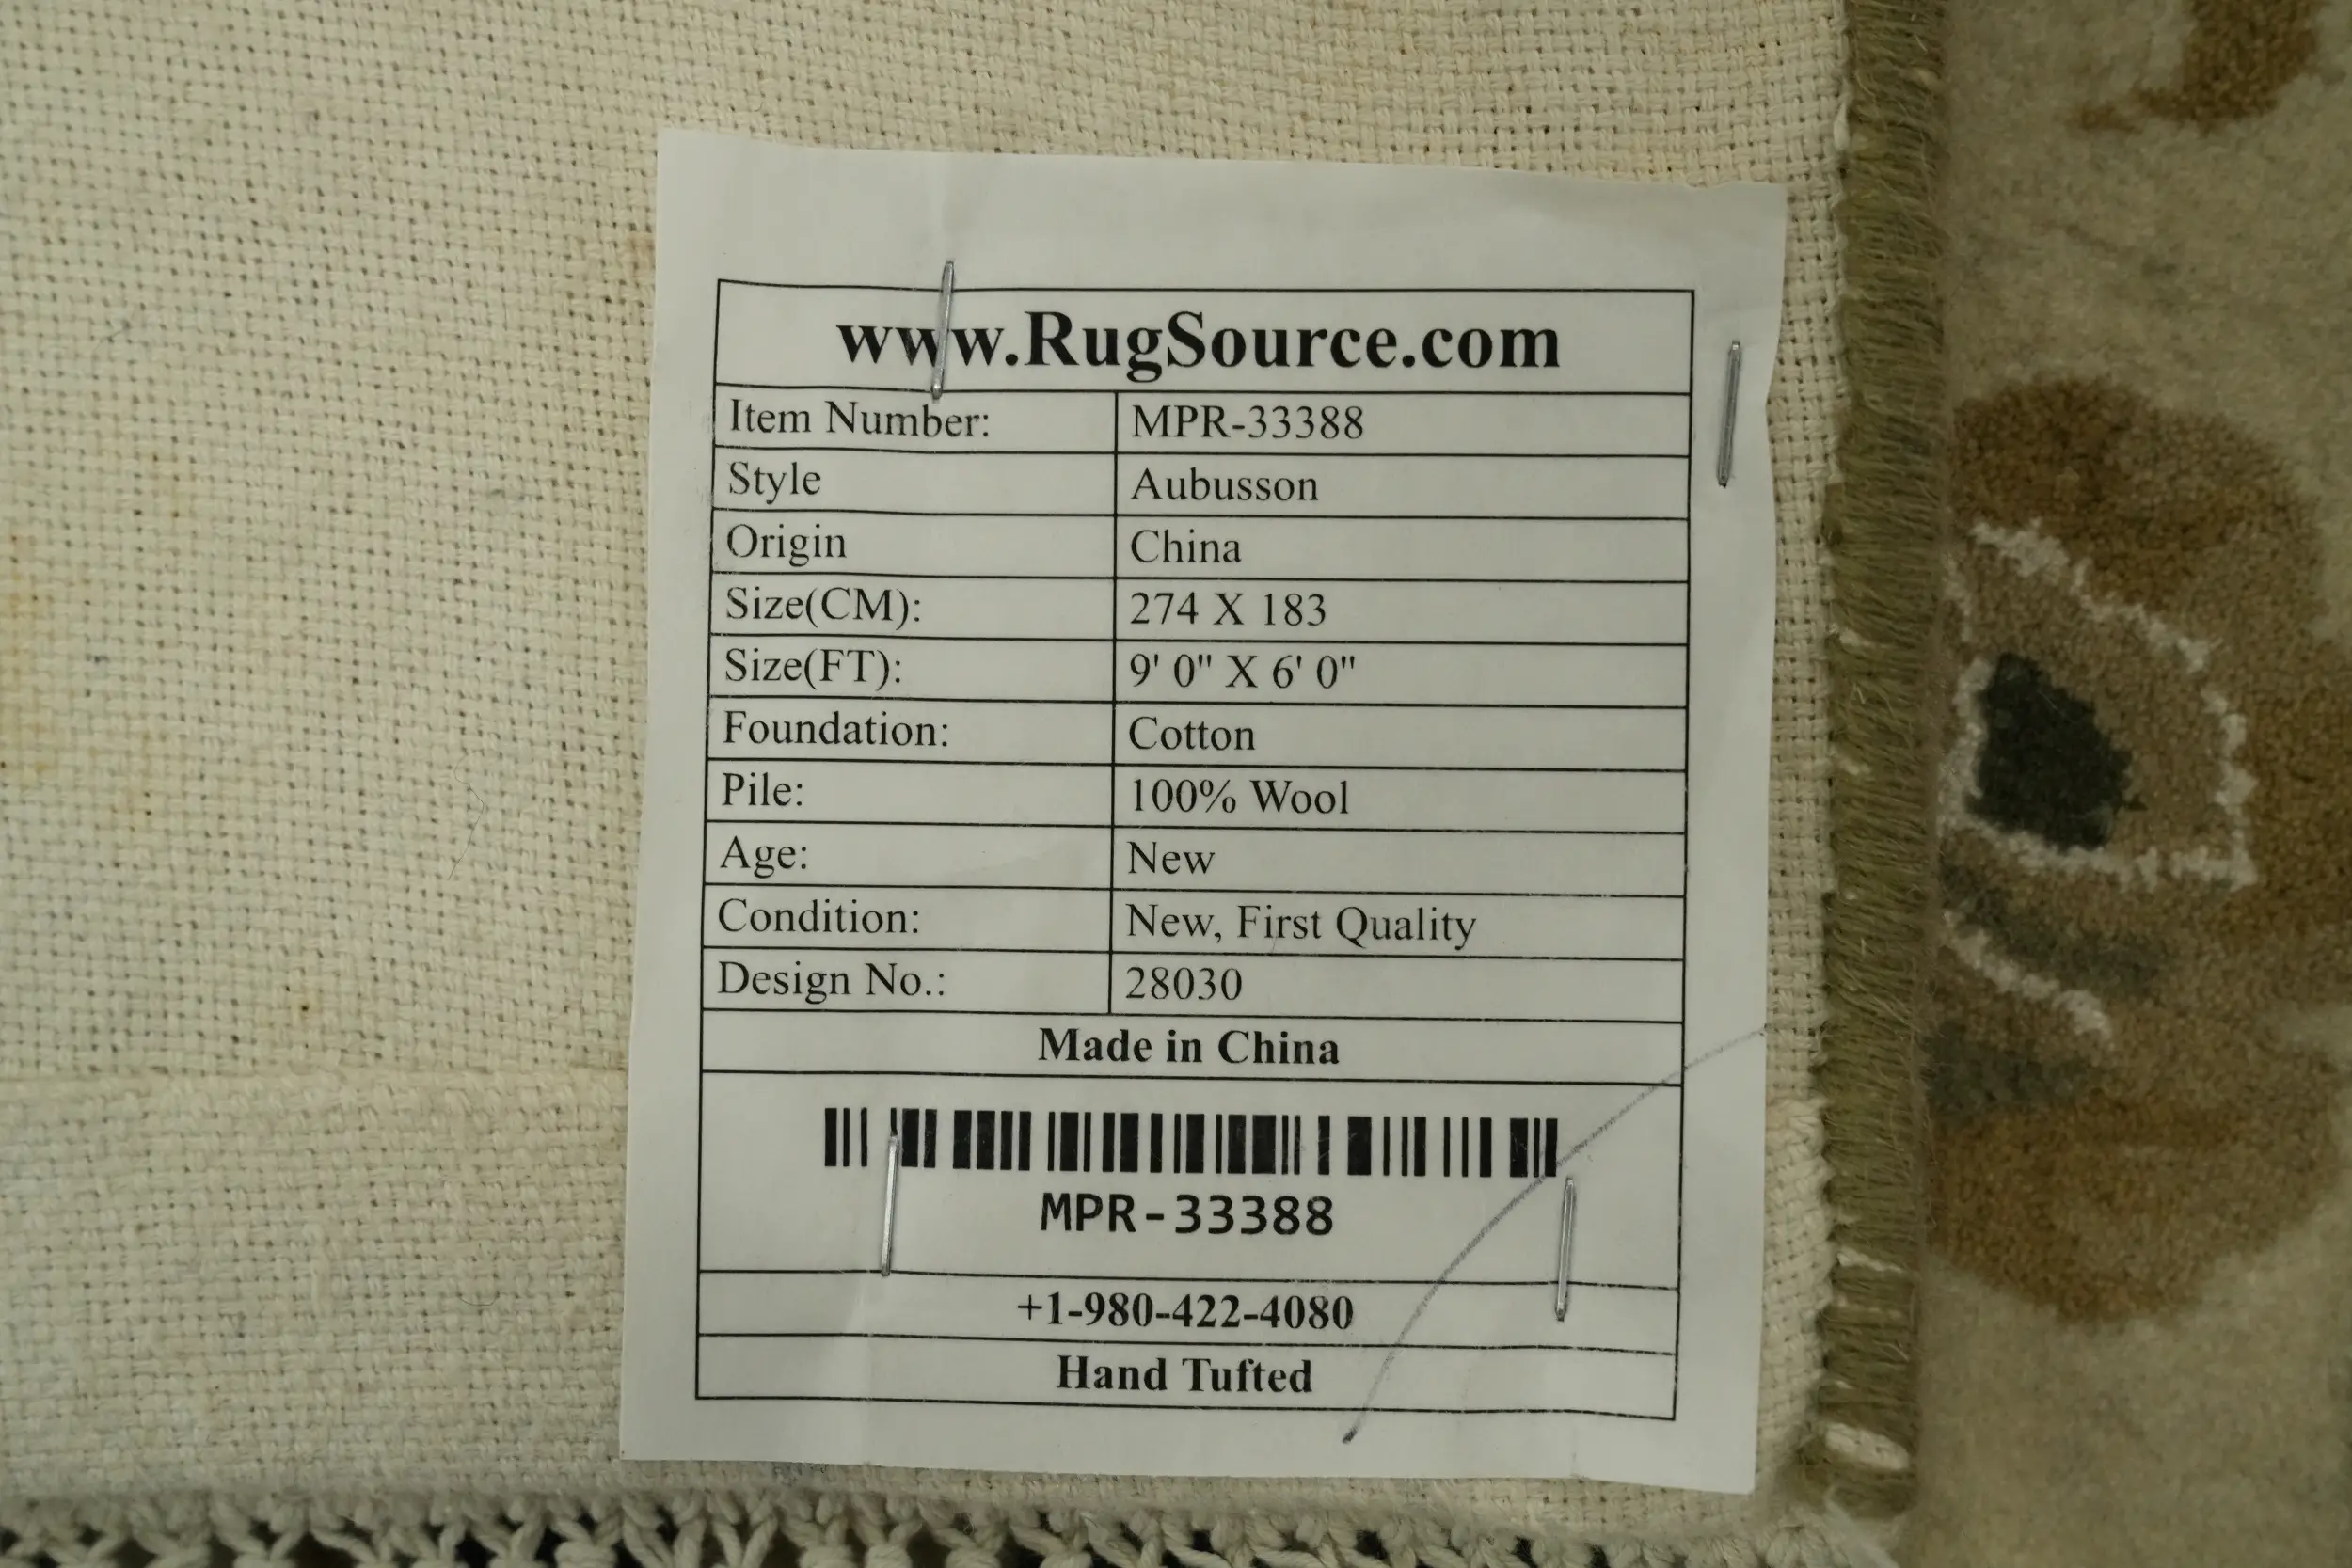 www.RugSource.com
Item Number: MPR-33388
Style Aubusson
Origin China
Size(CM): 274 X 183
Size(FT): 9' 0" X 6' 0"
Foundation: Cotton
Pile: 100% Wool
Age: New
Condition: New, First Quality
Design No.: 28030
Made in China
MPR-33388
+1-980-422-4080
Hand Tufted